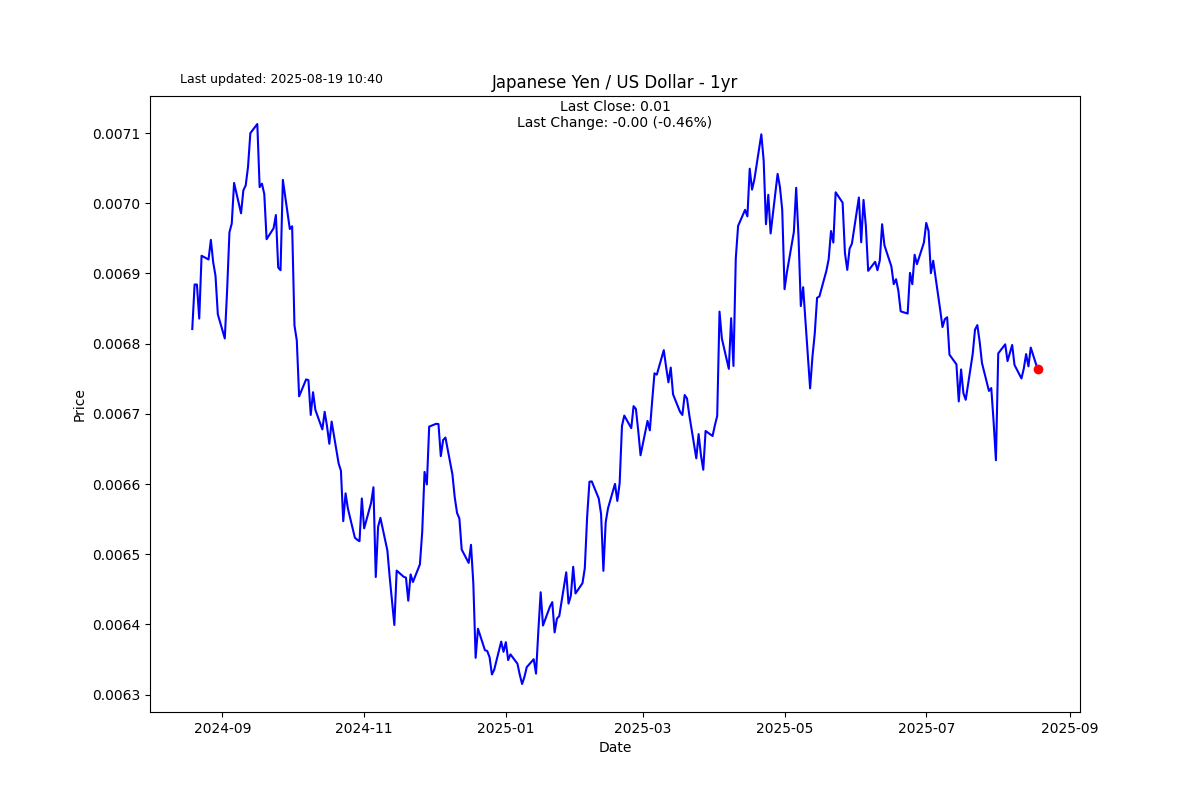 Last updated: 2025-08-19 10:40
Japanese Yen / US Dollar - 1yr
Last Close: 0.01
Last Change: -0.00 (-0.46%)
0.0071
0.0070
0.0069
0.0068
0.0067
0.0066
0.0065
0.0064
0.0063
Price
2024-09
2024-11
2025-01
2025-03
2025-05
2025-07
2025-09
Date